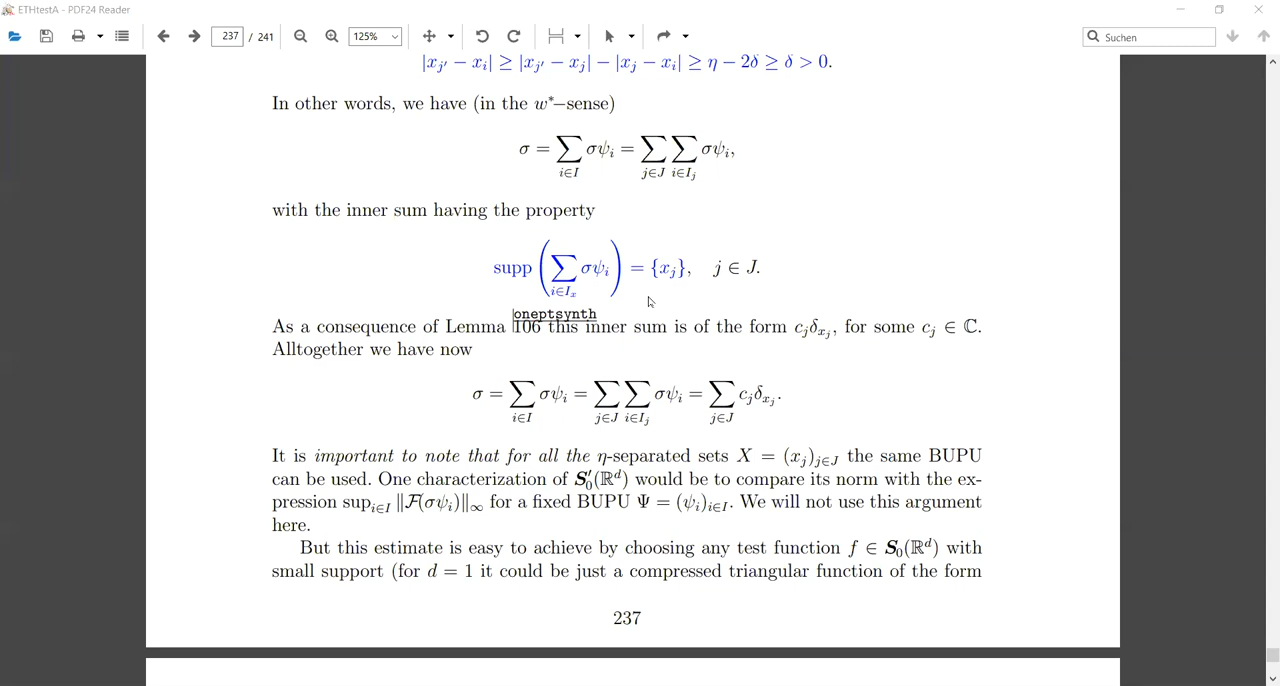 ETHtestA - PDF24 Reader
237 / 241 125% Suchen
|x_{j′} − x_i| ≥ |x_{j′} − x_j| − |x_j − x_i| ≥ η − 2δ ≥ δ > 0.
In other words, we have (in the w*−sense)
σ = ∑_{i∈I} σψ_i = ∑_{j∈J} ∑_{i∈I_j} σψ_i,
with the inner sum having the property
supp (∑_{i∈I_x} σψ_i) = {x_j}, j ∈ J.
oneptsynth
As a consequence of Lemma 106 this inner sum is of the form c_jδ_{x_j}, for some c_j ∈ ℂ.
Alltogether we have now
σ = ∑_{i∈I} σψ_i = ∑_{j∈J} ∑_{i∈I_j} σψ_i = ∑_{j∈J} c_jδ_{x_j}.
It is important to note that for all the η-separated sets X = (x_j)_{j∈J} the same BUPU
can be used. One characterization of S′_0(ℝ^d) would be to compare its norm with the ex-
pression sup_{i∈I} ‖F(σψ_i)‖_∞ for a fixed BUPU Ψ = (ψ_i)_{i∈I}. We will not use this argument
here.
But this estimate is easy to achieve by choosing any test function f ∈ S_0(ℝ^d) with
small support (for d = 1 it could be just a compressed triangular function of the form
237